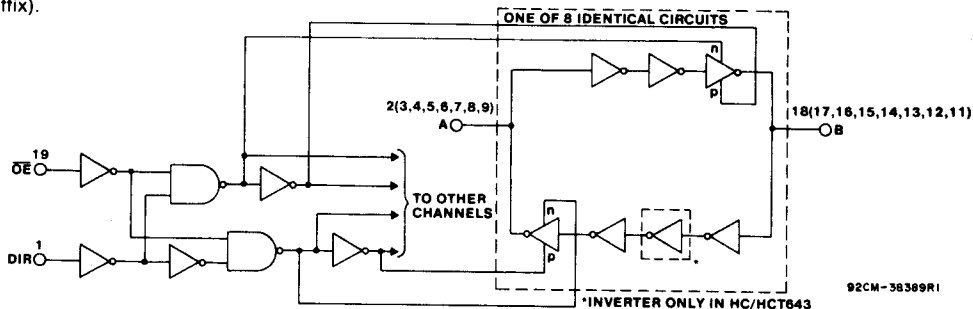 ffix).
ONE OF 8 IDENTICAL CIRCUITS
n
p
2(3,4,5,6,7,8,9)
A
18(17,16,15,14,13,12,11)
B
19
OE
TO OTHER
CHANNELS
n
p
1
DIR
*
*INVERTER ONLY IN HC/HCT643
92CM-38389RI